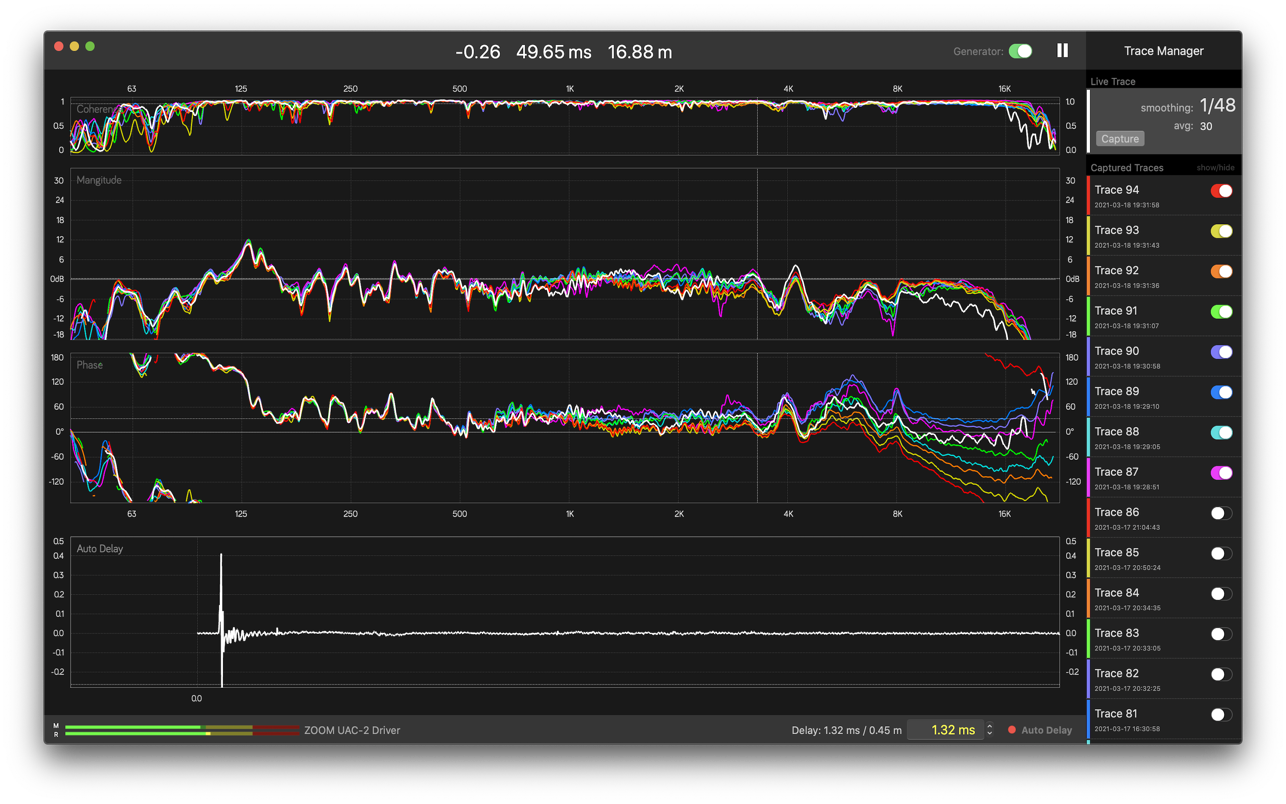 -0.26 49.65 ms 16.88 m
Generator:
Trace Manager
Live Trace
smoothing: 1/48
avg: 30
Capture
Captured Traces show/hide
Trace 94
2021-03-18 19:31:58
Trace 93
2021-03-18 19:31:43
Trace 92
2021-03-18 19:31:36
Trace 91
2021-03-18 19:31:07
Trace 90
2021-03-18 19:30:58
Trace 89
2021-03-18 19:29:10
Trace 88
2021-03-18 19:29:05
Trace 87
2021-03-18 19:28:51
Trace 86
2021-03-17 21:04:43
Trace 85
2021-03-17 20:50:24
Trace 84
2021-03-17 20:34:35
Trace 83
2021-03-17 20:33:05
Trace 82
2021-03-17 20:32:25
Trace 81
2021-03-17 16:30:58
63 125 250 500 1K 2K 4K 8K 16K
Coherency
1 1.0
0.5 0.5
0 0.0
Mangitude
30 30
24 24
18 18
12 12
6 6
0dB 0dB
-6 -6
-12 -12
-18 -18
Phase
180 180
120 120
60 60
0° 0°
-60 -60
-120 -120
63 125 250 500 1K 2K 4K 8K 16K
Auto Delay
0.5 0.5
0.4 0.4
0.3 0.3
0.2 0.2
0.1 0.1
0.0 0.0
-0.1 -0.1
-0.2 -0.2
0.0
M
R
ZOOM UAC-2 Driver
Delay: 1.32 ms / 0.45 m
1.32 ms
Auto Delay